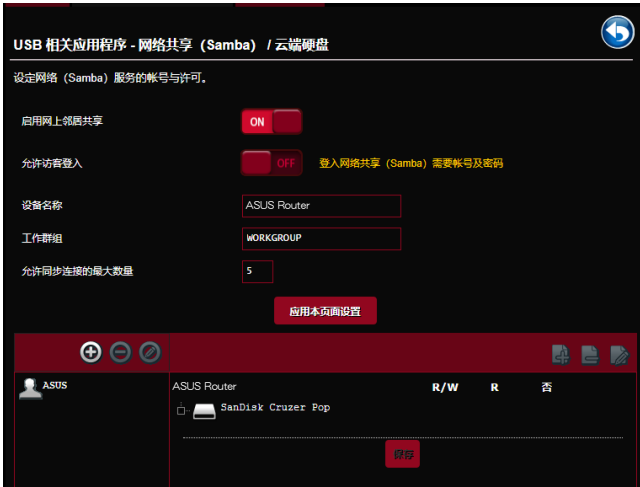 USB 相关应用程序 - 网络共享（Samba）/ 云端硬盘
设定网络（Samba）服务的帐号与许可。
启用网上邻居共享 ON
允许访客登入 OFF 登入网络共享（Samba）需要帐号及密码
设备名称 ASUS Router
工作群组 WORKGROUP
允许同步连接的最大数量 5
应用本页面设置
ASUS ASUS Router R/W R 否
SanDisk Cruzer Pop
保存